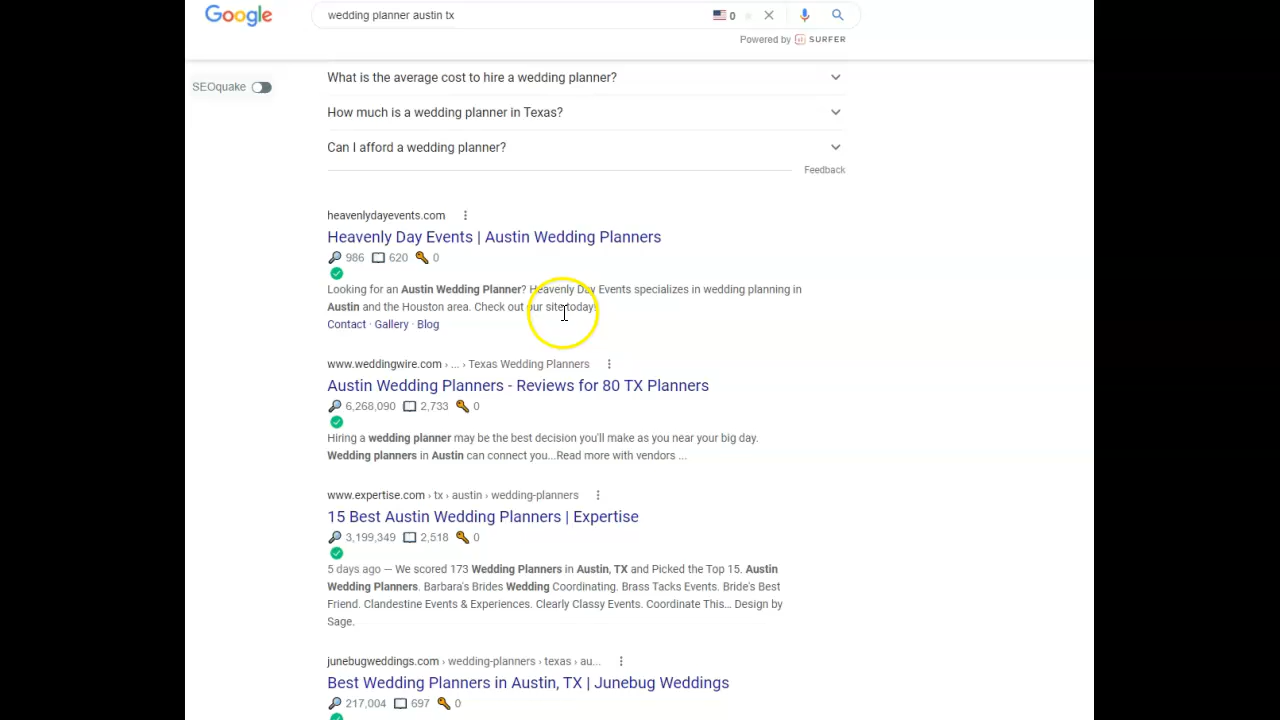 Google
wedding planner austin tx
0
Powered by SURFER
SEOquake
What is the average cost to hire a wedding planner?
How much is a wedding planner in Texas?
Can I afford a wedding planner?
Feedback
heavenlydayevents.com
Heavenly Day Events | Austin Wedding Planners
986 620 0
Looking for an Austin Wedding Planner? Heavenly Day Events specializes in wedding planning in
Austin and the Houston area. Check out our site today!
Contact · Gallery · Blog
www.weddingwire.com › ... › Texas Wedding Planners
Austin Wedding Planners - Reviews for 80 TX Planners
6,268,090 2,733 0
Hiring a wedding planner may be the best decision you'll make as you near your big day.
Wedding planners in Austin can connect you...Read more with vendors ...
www.expertise.com › tx › austin › wedding-planners
15 Best Austin Wedding Planners | Expertise
3,199,349 2,518 0
5 days ago — We scored 173 Wedding Planners in Austin, TX and Picked the Top 15. Austin
Wedding Planners. Barbara's Brides Wedding Coordinating. Brass Tacks Events. Bride's Best
Friend. Clandestine Events & Experiences. Clearly Classy Events. Coordinate This... Design by
Sage.
junebugweddings.com › wedding-planners › texas › au...
Best Wedding Planners in Austin, TX | Junebug Weddings
217,004 697 0